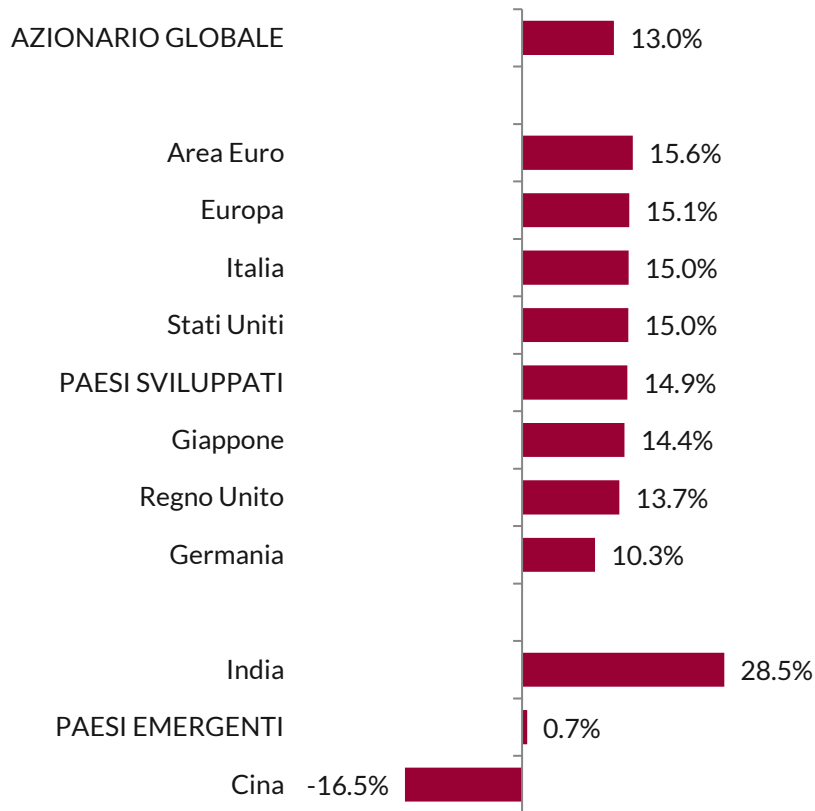 AZIONARIO GLOBALE 13.0%
Area Euro 15.6%
Europa 15.1%
Italia 15.0%
Stati Uniti 15.0%
PAESI SVILUPPATI 14.9%
Giappone 14.4%
Regno Unito 13.7%
Germania 10.3%
India 28.5%
PAESI EMERGENTI 0.7%
Cina -16.5%